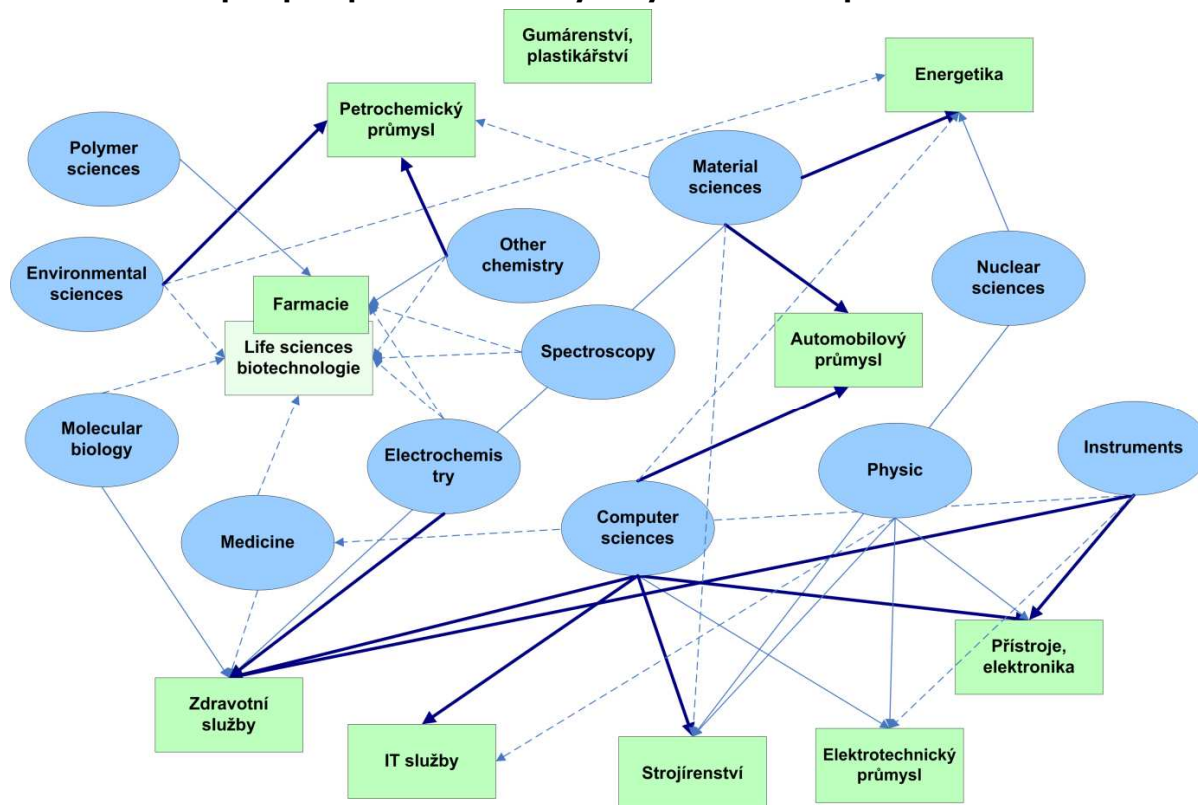 Gumárenství,
plastikářství
Energetika
Petrochemický
průmysl
Polymer
sciences
Material
sciences
Other
chemistry
Environmental
sciences
Nuclear
sciences
Farmacie
Life sciences
biotechnologie
Spectroscopy
Automobilový
průmysl
Molecular
biology
Electrochemis
try
Physic
Instruments
Medicine
Computer
sciences
Přístroje,
elektronika
Zdravotní
služby
IT služby
Strojírenství
Elektrotechnický
průmysl